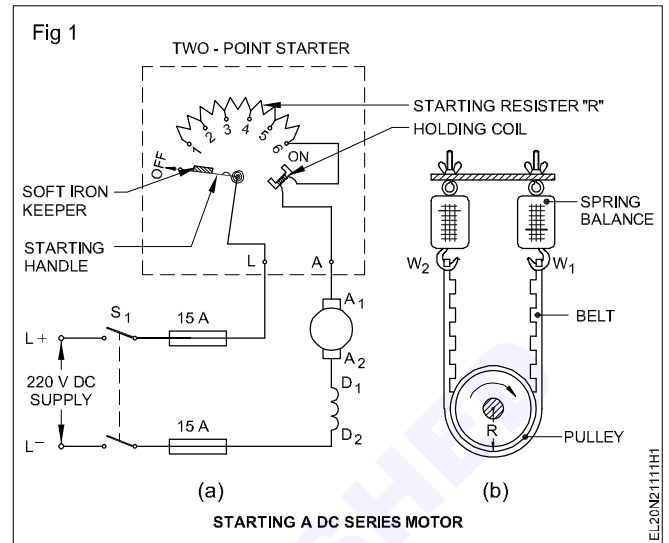 Fig 1
TWO - POINT STARTER
STARTING RESISTER "R"
HOLDING COIL
1
2
3
4
5
6
OFF
ON
SOFT IRON
KEEPER
STARTING
HANDLE
L
A
SPRING
BALANCE
W2
W1
S1
15 A
A1
A2
BELT
L+
220 V DC
SUPPLY
D1
D2
R
L-
15 A
PULLEY
(a)
(b)
STARTING A DC SERIES MOTOR
EL20N21111H1
SHED